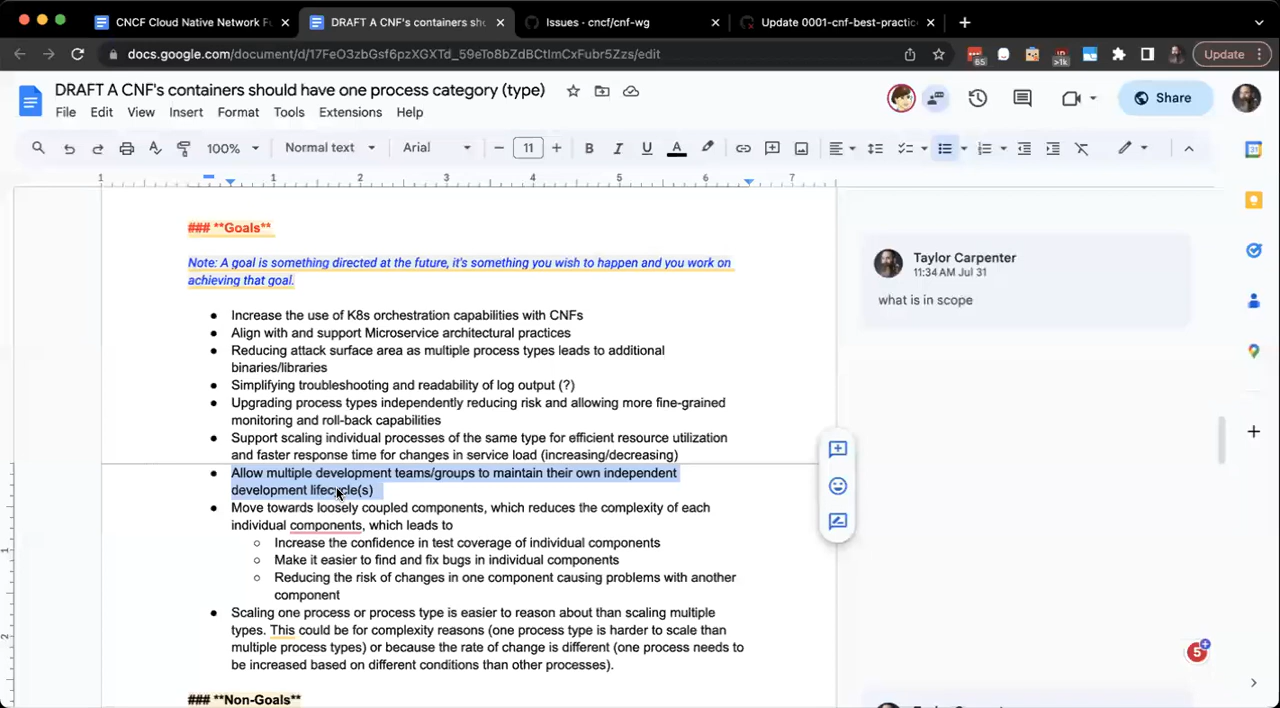 CNCF Cloud Native Network F
DRAFT A CNF's containers sho
Issues · cncf/cnf-wg
Update 0001-cnf-best-practic
docs.google.com/document/d/17FeO3zbGsf6pzXGXTd_59eTo8bZdBCtImCxFubr5Zzs/edit
65
>1k
Update
DRAFT A CNF's containers should have one process category (type)
File Edit View Insert Format Tools Extensions Help
Share
100%
Normal text
Arial
11
B I U A
1 1 2 3 4 5 6 7
### **Goals**
Note: A goal is something directed at the future, it's something you wish to happen and you work on
achieving that goal.
Taylor Carpenter
11:34 AM Jul 31
what is in scope
● Increase the use of K8s orchestration capabilities with CNFs
● Align with and support Microservice architectural practices
● Reducing attack surface area as multiple process types leads to additional
binaries/libraries
● Simplifying troubleshooting and readability of log output (?)
● Upgrading process types independently reducing risk and allowing more fine-grained
monitoring and roll-back capabilities
● Support scaling individual processes of the same type for efficient resource utilization
and faster response time for changes in service load (increasing/decreasing)
● Allow multiple development teams/groups to maintain their own independent
development lifecycle(s)
● Move towards loosely coupled components, which reduces the complexity of each
individual components, which leads to
○ Increase the confidence in test coverage of individual components
○ Make it easier to find and fix bugs in individual components
○ Reducing the risk of changes in one component causing problems with another
component
● Scaling one process or process type is easier to reason about than scaling multiple
types. This could be for complexity reasons (one process type is harder to scale than
multiple process types) or because the rate of change is different (one process needs to
be increased based on different conditions than other processes).
### **Non-Goals**
1
2
5